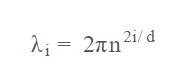 λᵢ = 2πn^{2i/d}